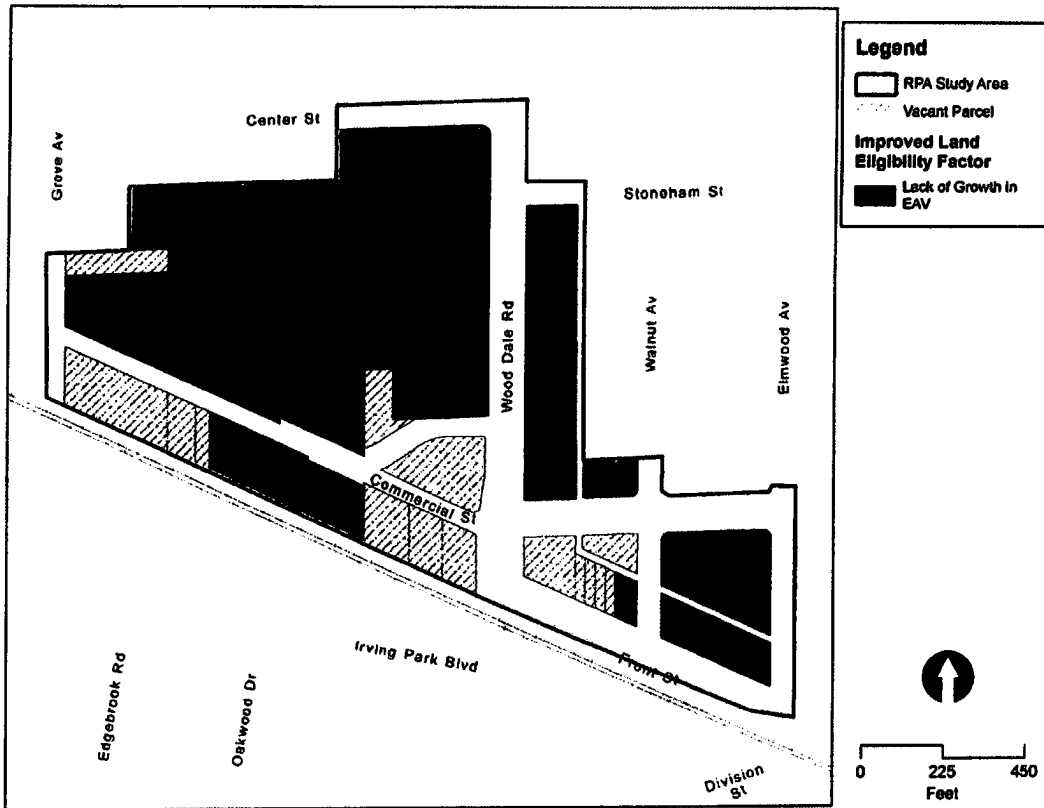 Center St
Grove Av
Stoneham St
Wood Dale Rd
Walnut Av
Elmwood Av
Commercial St
Irving Park Blvd
Front St
Edgebrook Rd
Oakwood Dr
Division
St
Legend
RPA Study Area
Vacant Parcel
Improved Land
Eligibility Factor
Lack of Growth in
EAV
0 225 450
Feet